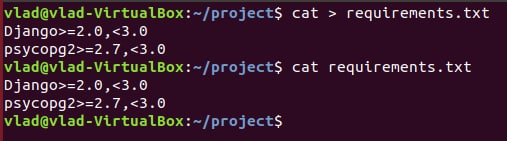 vlad@vlad-VirtualBox:~/project$ cat > requirements.txt
Django>=2.0,<3.0
psycopg2>=2.7,<3.0
vlad@vlad-VirtualBox:~/project$ cat requirements.txt
Django>=2.0,<3.0
psycopg2>=2.7,<3.0
vlad@vlad-VirtualBox:~/project$